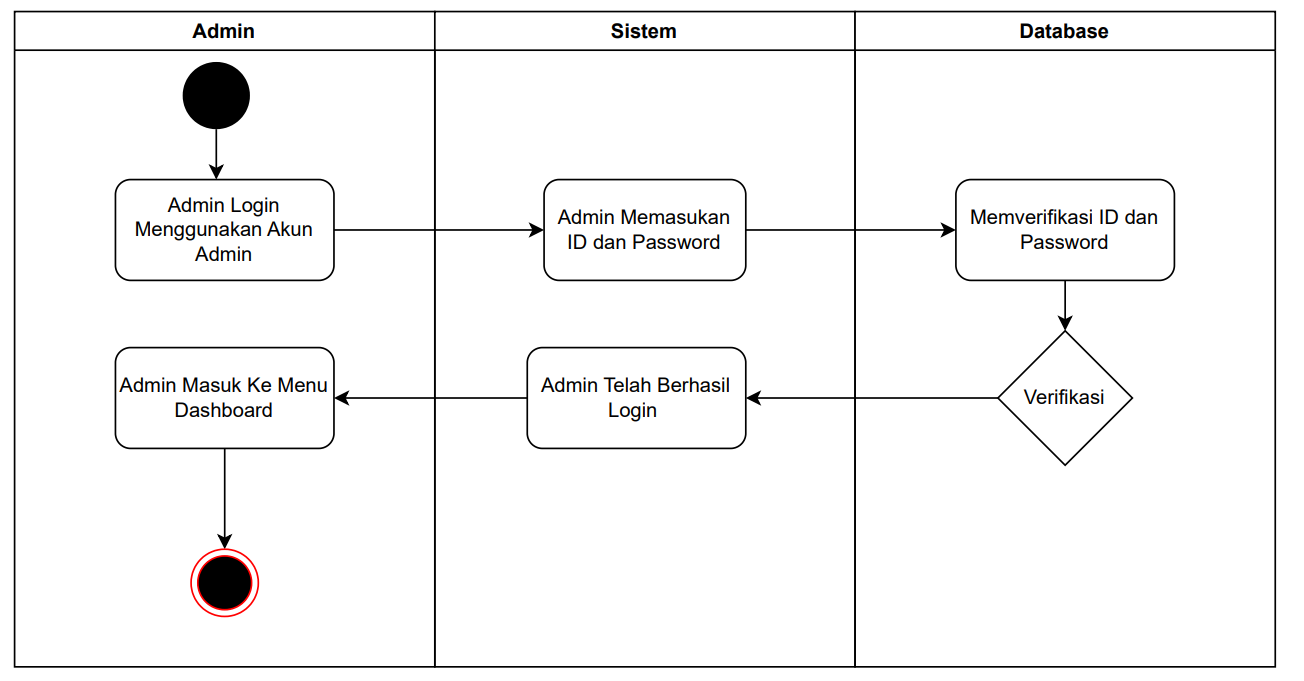 Admin
Sistem
Database
Admin Login
Menggunakan Akun
Admin
Admin Memasukan
ID dan Password
Memverifikasi ID dan
Password
Admin Masuk Ke Menu
Dashboard
Admin Telah Berhasil
Login
Verifikasi